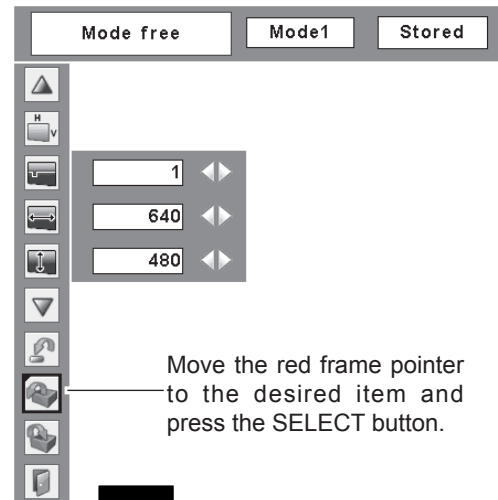 Mode free Mode1 Stored
H
V
1
640
480
Move the red frame pointer
to the desired item and
press the SELECT button.